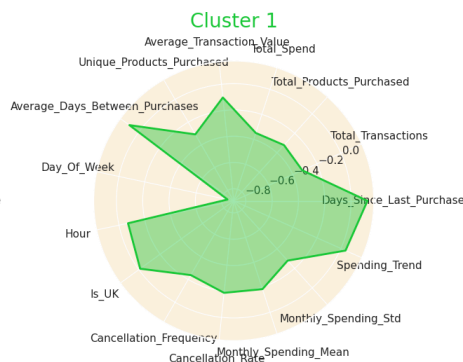 Cluster 1
Average_Transaction_Value
Total_Spend
Unique_Products_Purchased
Total_Products_Purchased
Average_Days_Between_Purchases
Total_Transactions
0.0
−0.2
−0.4
−0.6
−0.8
Day_Of_Week
Days_Since_Last_Purchase
Hour
Spending_Trend
Is_UK
Monthly_Spending_Std
Cancellation_Frequency
Monthly_Spending_Mean
Cancellation_Rate